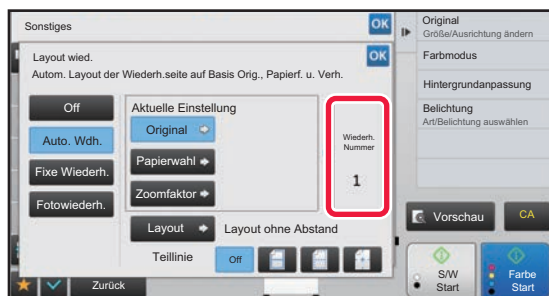 Sonstiges
OK
Layout wied.
OK
Autom. Layout der Wiederh.seite auf Basis Orig., Papierf. u. Verh.
Off
Auto. Wdh.
Fixe Wiederh.
Fotowiederh.
Aktuelle Einstellung
Original
Papierwahl
Zoomfaktor
Wiederh.
Nummer
1
Layout
Layout ohne Abstand
Teillinie
Off
Zurück
Original
Größe/Ausrichtung ändern
Farbmodus
Hintergrundanpassung
Belichtung
Art/Belichtung auswählen
Vorschau
CA
S/W
Start
Farbe
Start